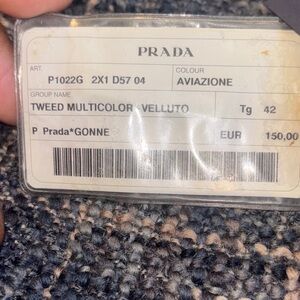 PRADA
ART. COLOUR
P1022G 2X1 D57 04 AVIAZIONE
GROUP NAME
TWEED MULTICOLOR VELLUTO Tg 42
P Prada*GONNE EUR 150,00